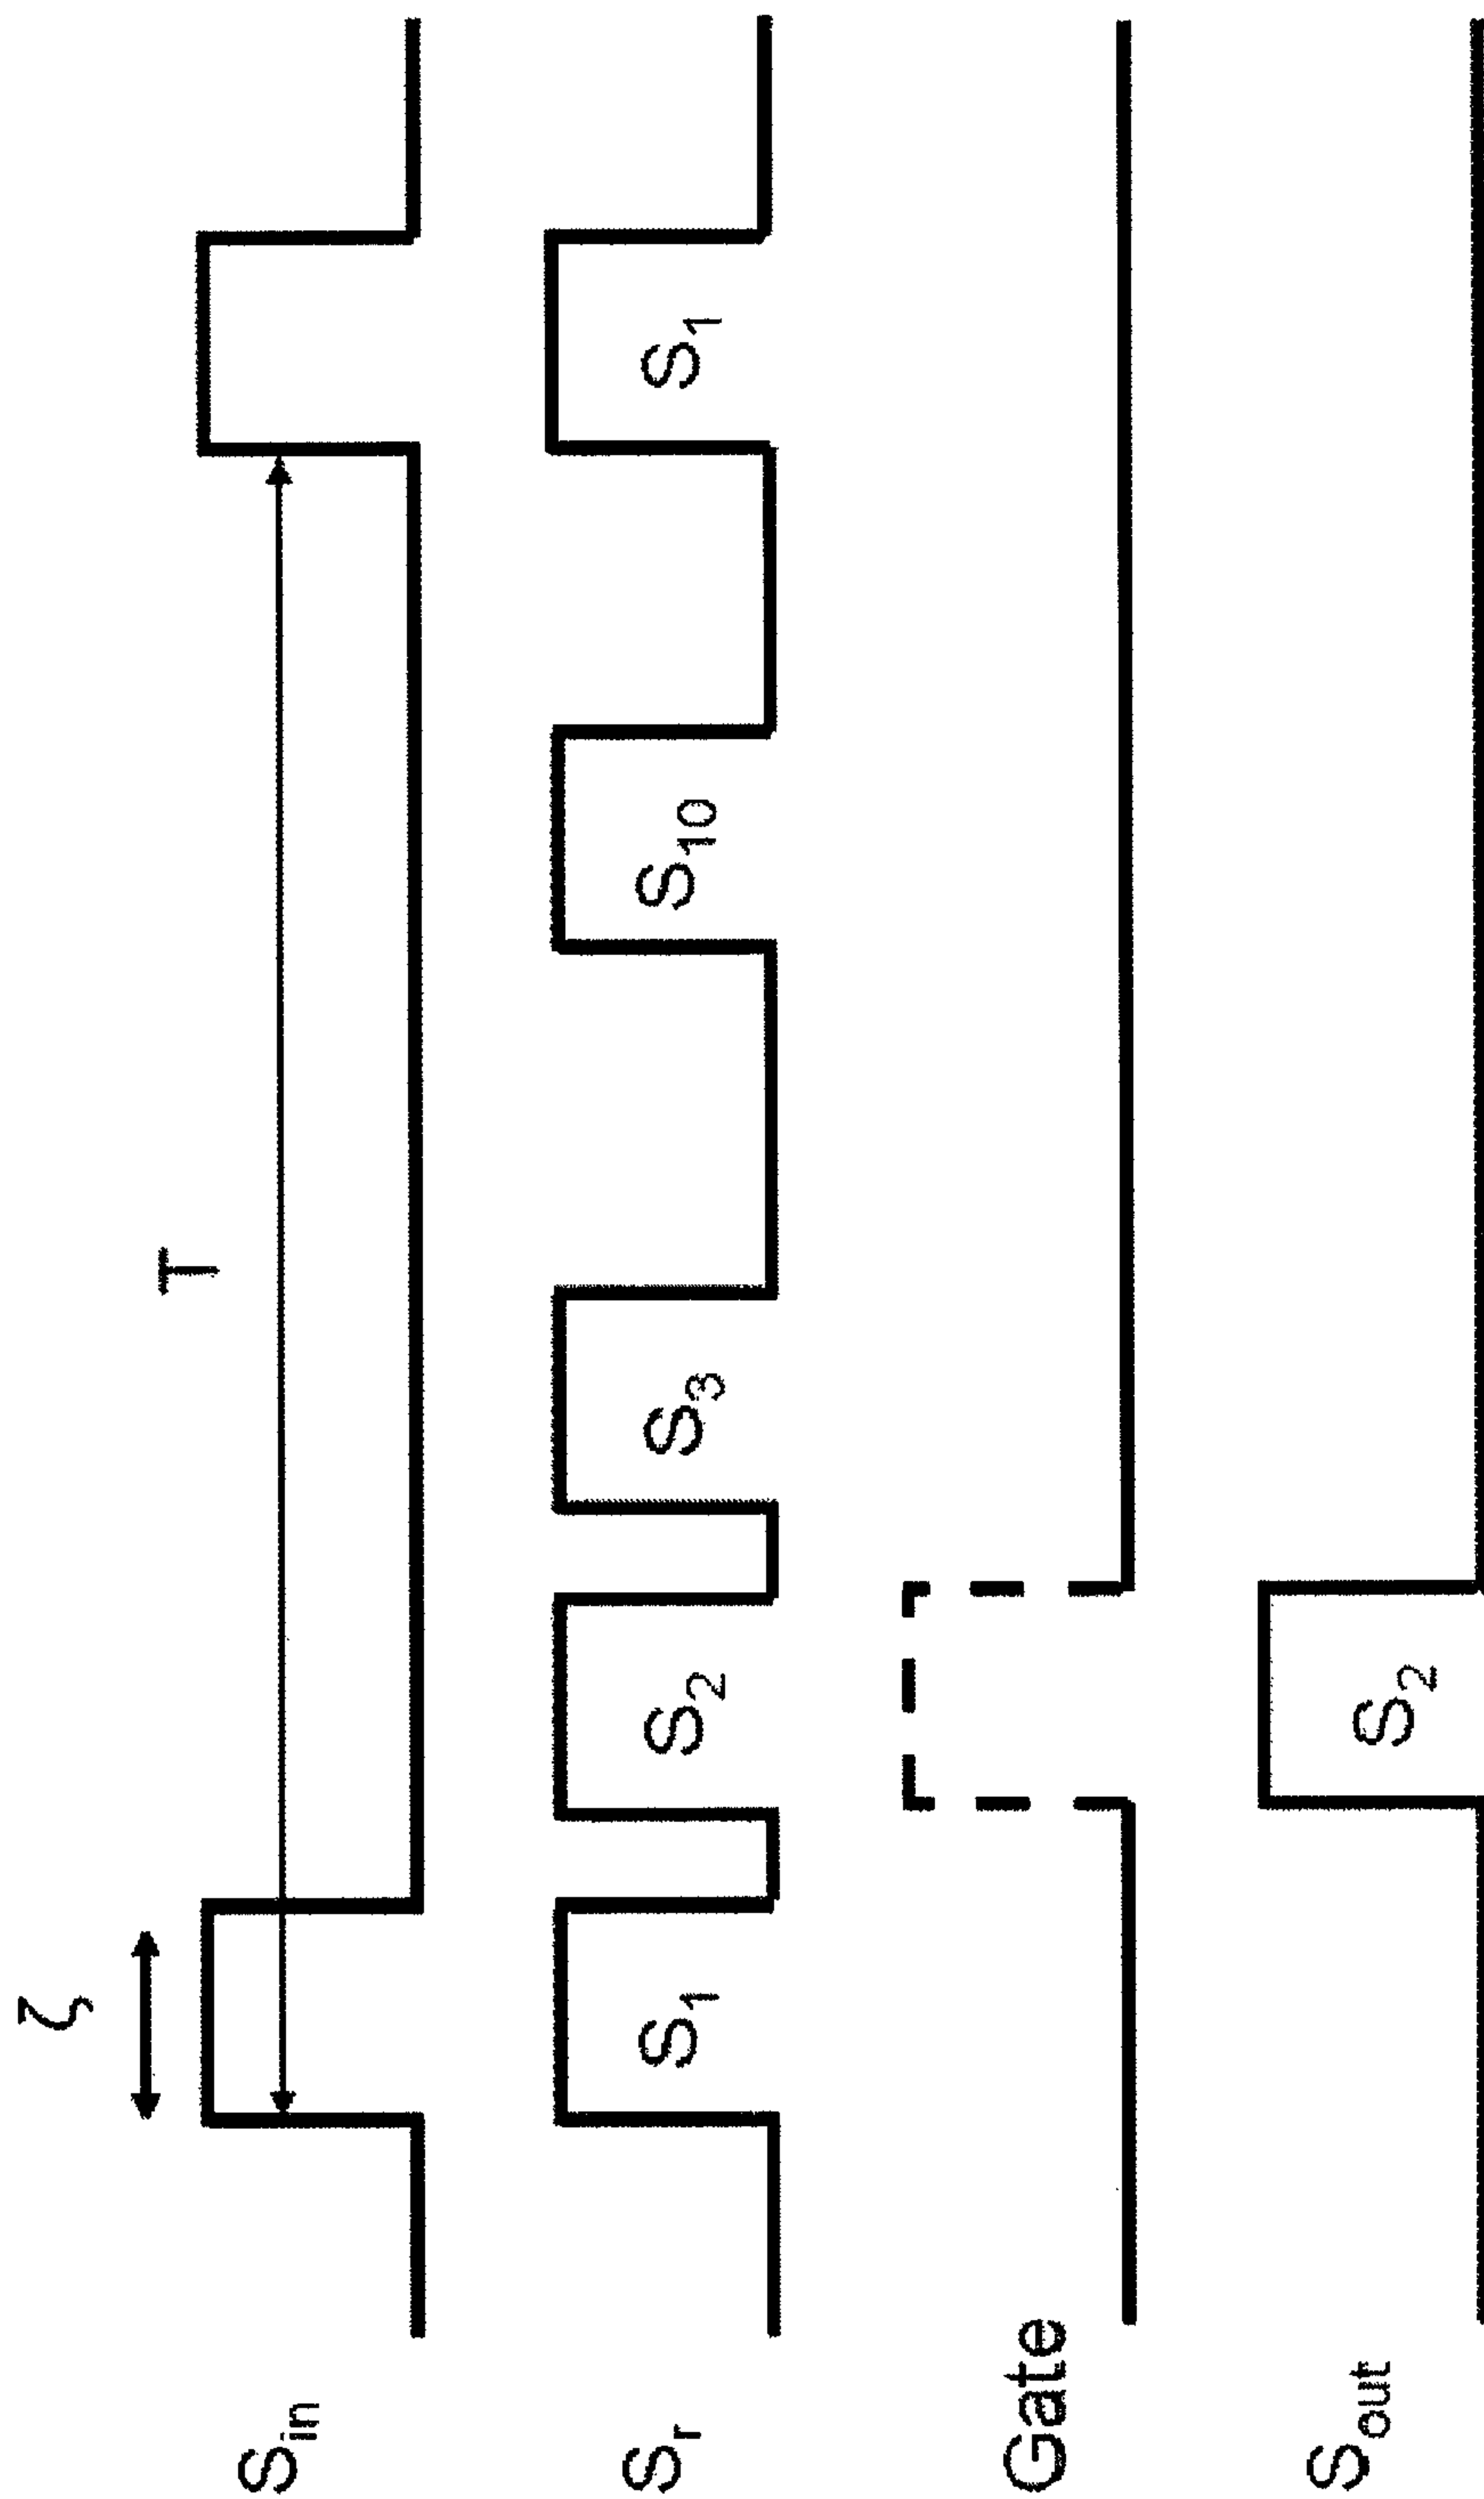 ζ
T
S_in
S_r S_1 S_2 S_3 S_10 S_1
Gate
S_out S_2